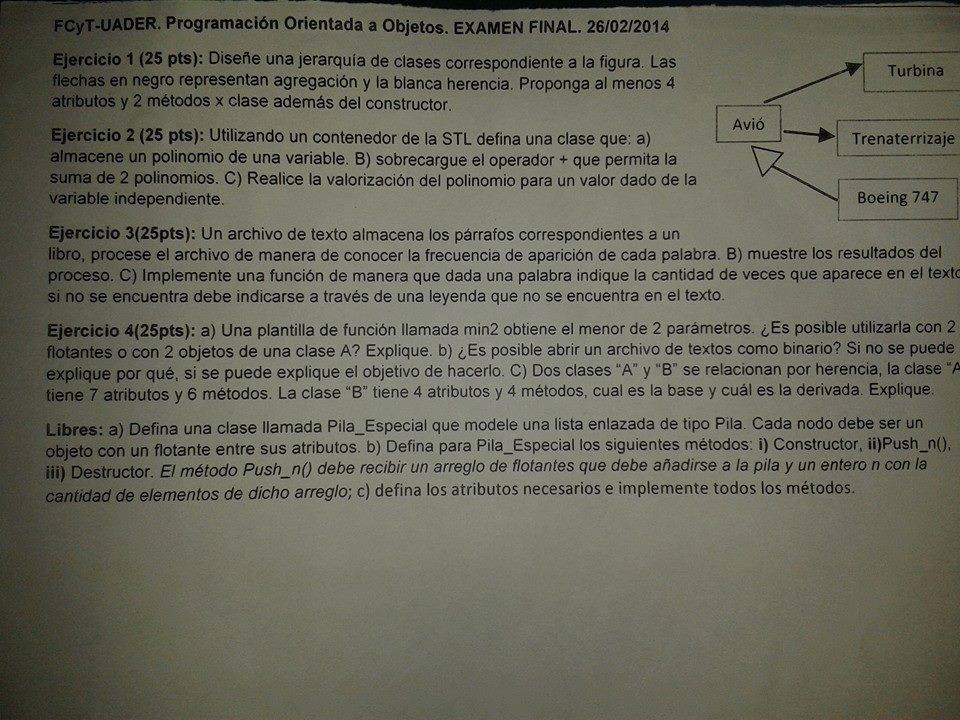 FCyT-UADER. Programación Orientada a Objetos. EXAMEN FINAL. 26/02/2014
Ejercicio 1 (25 pts): Diseñe una jerarquía de clases correspondiente a la figura. Las
flechas en negro representan agregación y la blanca herencia. Proponga al menos 4
atributos y 2 métodos x clase además del constructor.
Turbina
Avió
Trenaterrizaje
Boeing 747
Ejercicio 2 (25 pts): Utilizando un contenedor de la STL defina una clase que: a)
almacene un polinomio de una variable. B) sobrecargue el operador + que permita la
suma de 2 polinomios. C) Realice la valorización del polinomio para un valor dado de la
variable independiente.
Ejercicio 3(25pts): Un archivo de texto almacena los párrafos correspondientes a un
libro, procese el archivo de manera de conocer la frecuencia de aparición de cada palabra. B) muestre los resultados del
proceso. C) Implemente una función de manera que dada una palabra indique la cantidad de veces que aparece en el texto
si no se encuentra debe indicarse a través de una leyenda que no se encuentra en el texto.
Ejercicio 4(25pts): a) Una plantilla de función llamada min2 obtiene el menor de 2 parámetros. ¿Es posible utilizarla con 2
flotantes o con 2 objetos de una clase A? Explique. b) ¿Es posible abrir un archivo de textos como binario? Si no se puede
explique por qué, si se puede explique el objetivo de hacerlo. C) Dos clases “A” y “B” se relacionan por herencia, la clase “A
tiene 7 atributos y 6 métodos. La clase “B” tiene 4 atributos y 4 métodos, cual es la base y cuál es la derivada. Explique.
Libres: a) Defina una clase llamada Pila_Especial que modele una lista enlazada de tipo Pila. Cada nodo debe ser un
objeto con un flotante entre sus atributos. b) Defina para Pila_Especial los siguientes métodos: i) Constructor, ii)Push_n(),
iii) Destructor. El método Push_n() debe recibir un arreglo de flotantes que debe añadirse a la pila y un entero n con la
cantidad de elementos de dicho arreglo; c) defina los atributos necesarios e implemente todos los métodos.